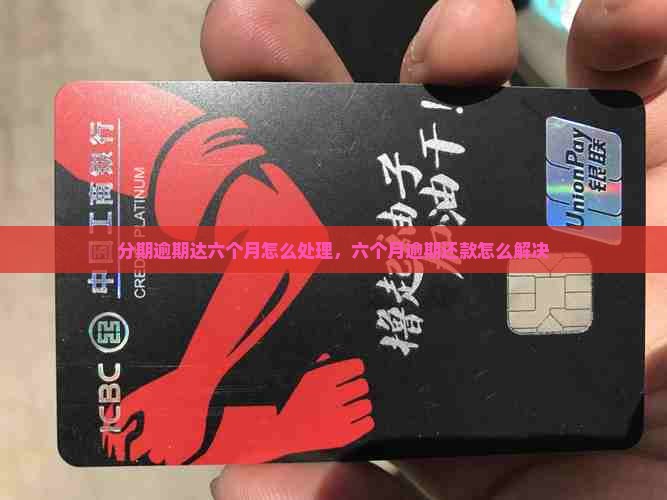 中国工商银行
CREDIT PLATINUM
ICBC
撸起袖子
加油干!
UnionPay
银联
分期逾期达六个月怎么处理，六个月逾期还款怎么解决